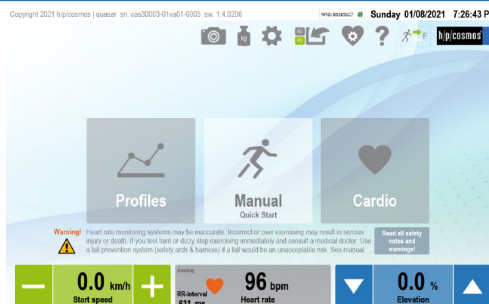 Copyright 2021 h/p/cosmos | quasar sn. cos30003-01va01-0005 sw. 1.4.0206
Sunday 01/08/2021 7:26:43 P
kg
F
h/p/cosmos
Profiles
Manual
Quick Start
Cardio
Warning! Heart rate monitoring systems may be inaccurate. Incorrect or over exercising may result in serious
injury or death. If you feel faint or dizzy stop exercising immediately and consult a medical doctor. Use
a fall prevention system (safety arch & harness) if a fall would be an unacceptable risk. See manual
Read all safety
notes and
warnings!
Analog
0.0 km/h
Start speed
RR-Interval
96 bpm
Heart rate
0.0 %
Elevation